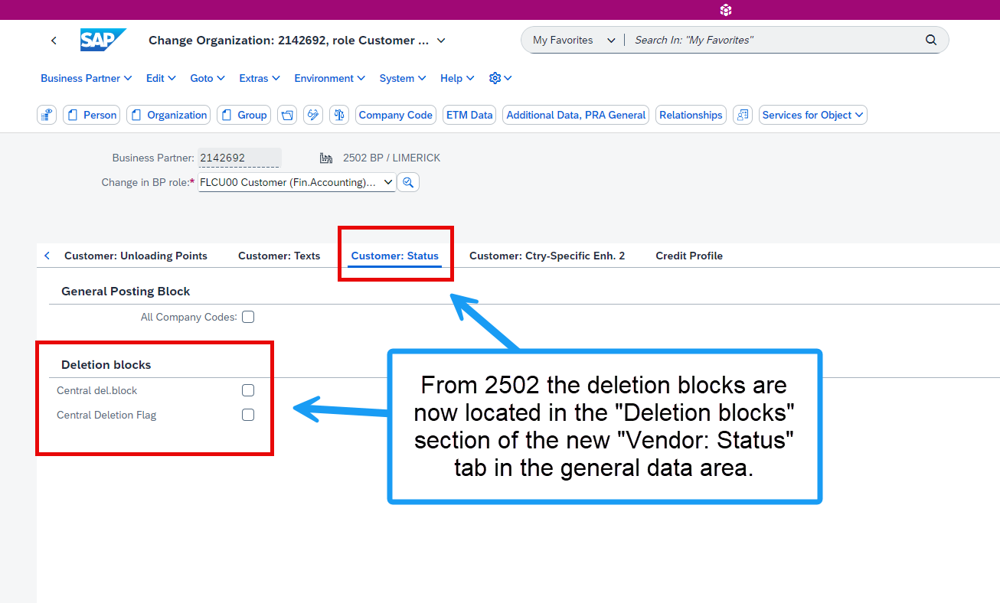 SAP Change Organization: 2142692, role Customer ... My Favorites Search In: "My Favorites"
Business Partner Edit Goto Extras Environment System Help
Person Organization Group Company Code ETM Data Additional Data, PRA General Relationships Services for Object
Business Partner: 2142692 2502 BP / LIMERICK
Change in BP role:* FLCU00 Customer (Fin.Accounting)...
Customer: Unloading Points Customer: Texts Customer: Status Customer: Ctry-Specific Enh. 2 Credit Profile
General Posting Block
All Company Codes:
Deletion blocks
Central del.block
Central Deletion Flag
From 2502 the deletion blocks are
now located in the "Deletion blocks"
section of the new "Vendor: Status"
tab in the general data area.